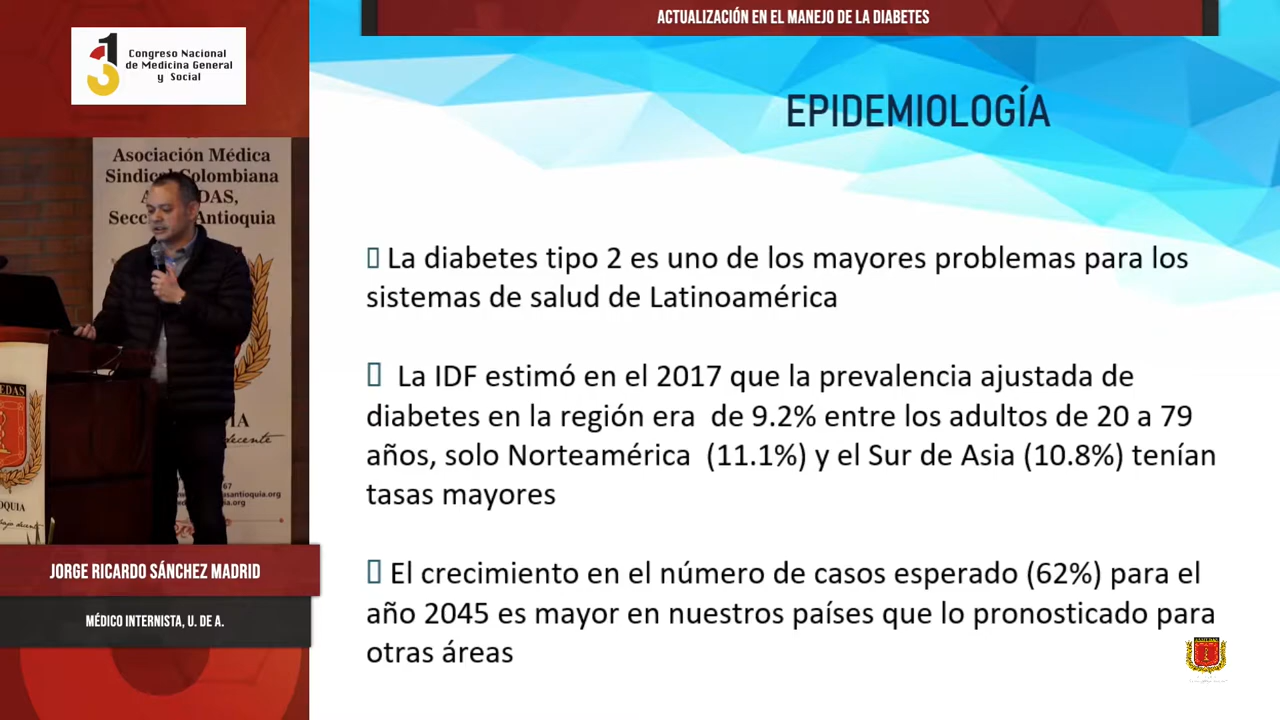 ACTUALIZACIÓN EN EL MANEJO DE LA DIABETES
Congreso Nacional
de Medicina General
y Social
EPIDEMIOLOGÍA
Asociación Médica
Sindical Colombiana
Antioquia
La diabetes tipo 2 es uno de los mayores problemas para los
sistemas de salud de Latinoamérica
La IDF estimó en el 2017 que la prevalencia ajustada de
diabetes en la región era de 9.2% entre los adultos de 20 a 79
años, solo Norteamérica (11.1%) y el Sur de Asia (10.8%) tenían
tasas mayores
El crecimiento en el número de casos esperado (62%) para el
año 2045 es mayor en nuestros países que lo pronosticado para
otras áreas
JORGE RICARDO SÁNCHEZ MADRID
MÉDICO INTERNISTA, U. DE A.